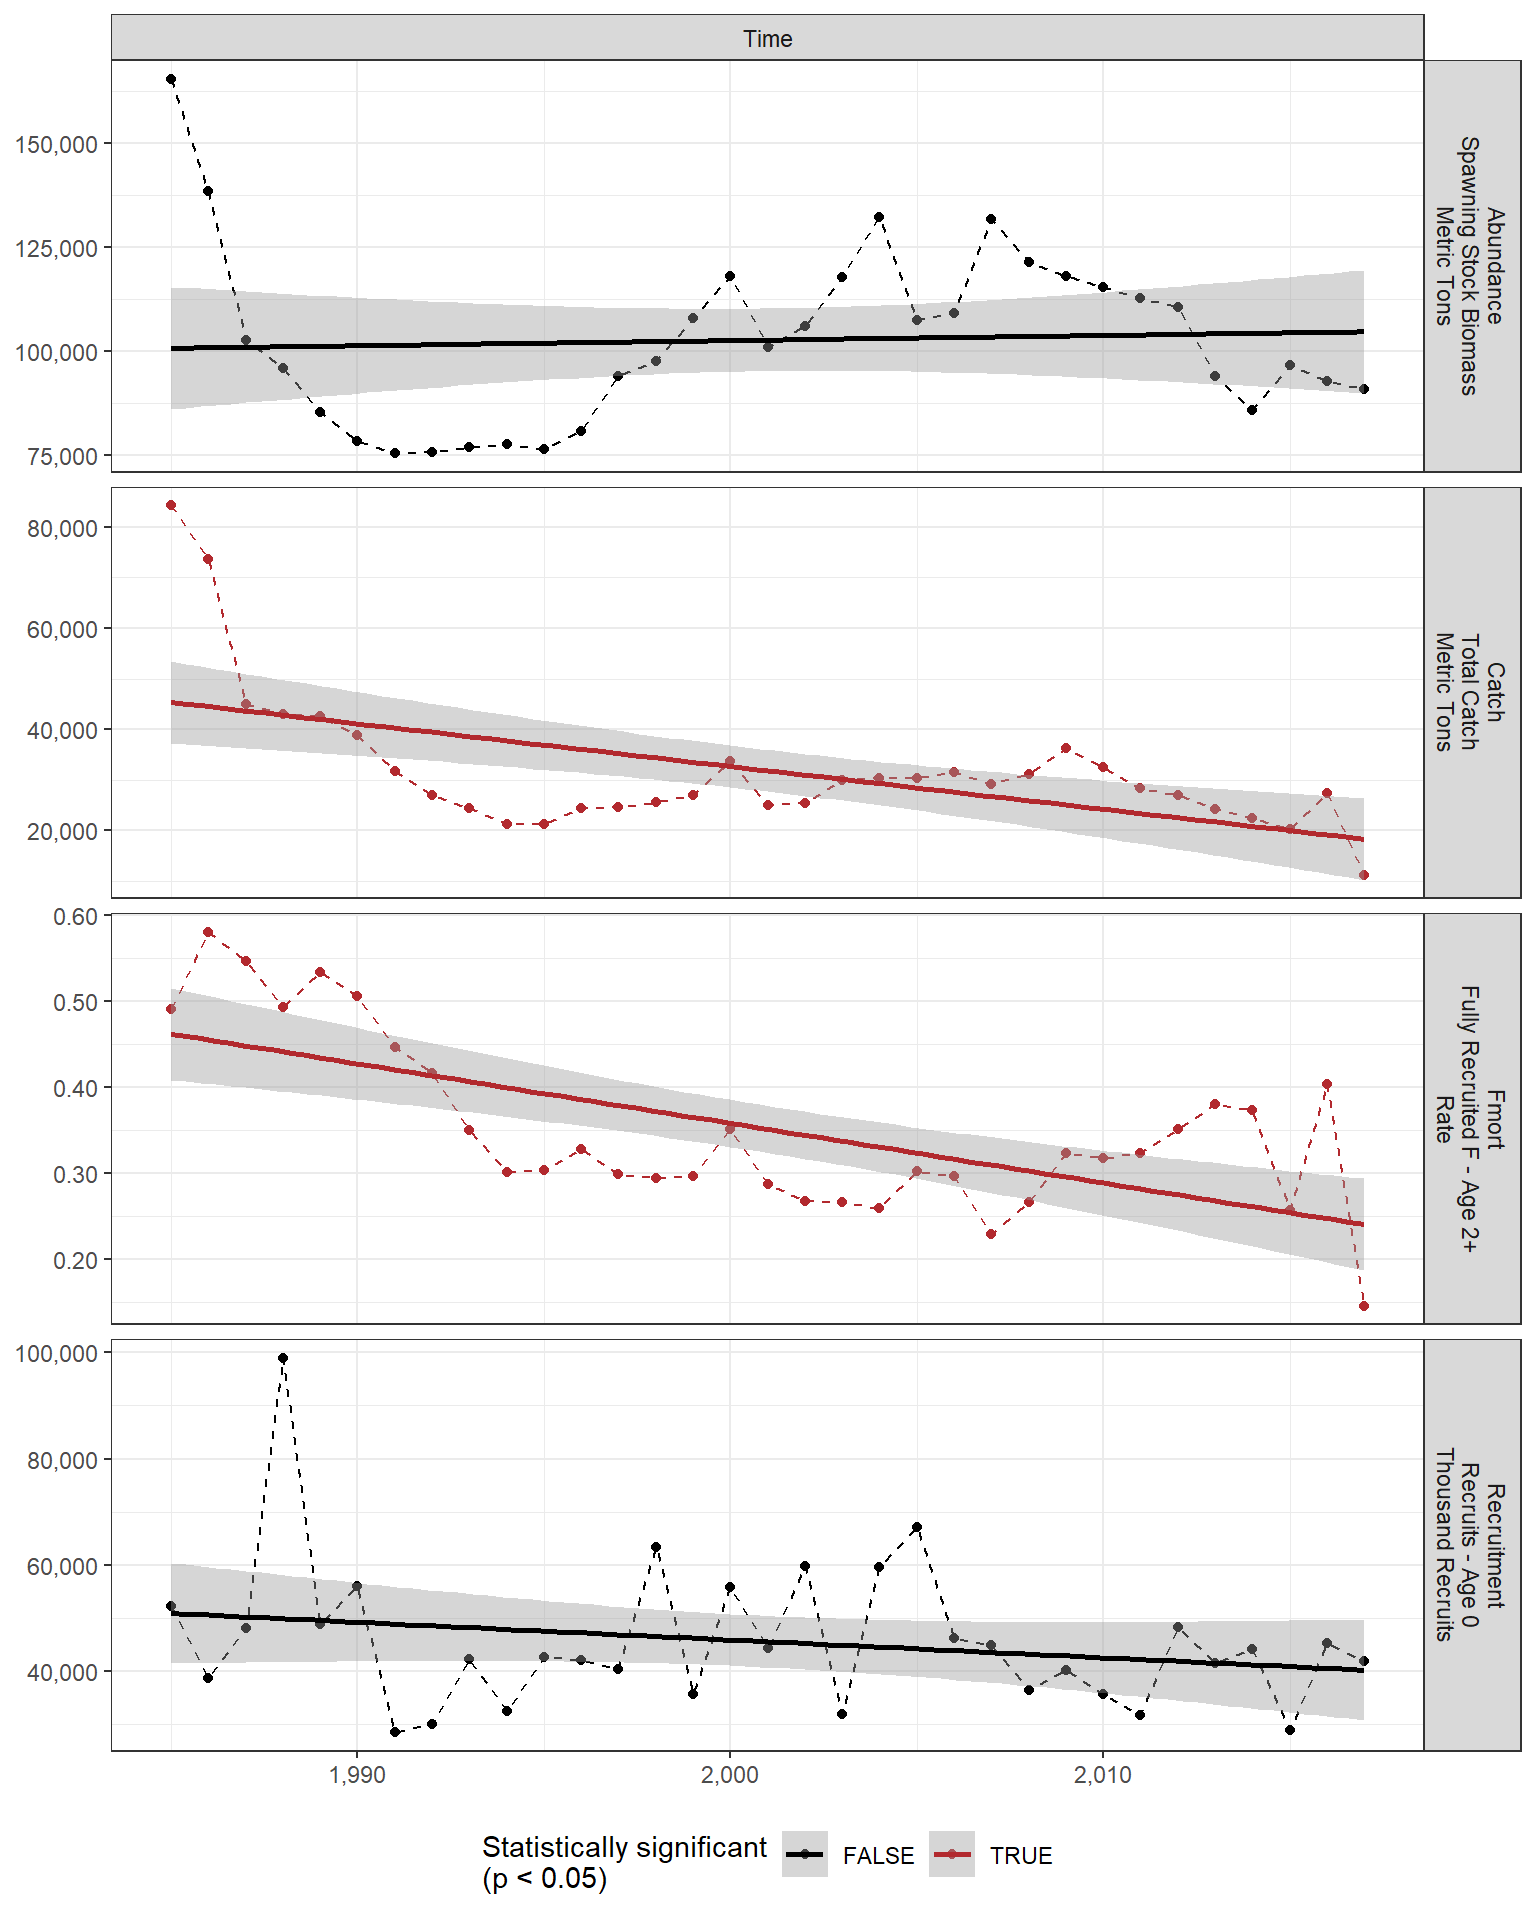 Time
150,000
125,000
100,000
75,000
Abundance
Spawning Stock Biomass
Metric Tons
80,000
60,000
40,000
20,000
Catch
Total Catch
Metric Tons
0.60
0.50
0.40
0.30
0.20
Fmort
Fully Recruited F - Age 2+
Rate
100,000
80,000
60,000
40,000
Recruitment
Recruits - Age 0
Thousand Recruits
1,990
2,000
2,010
Statistically significant
(p < 0.05)
FALSE
TRUE